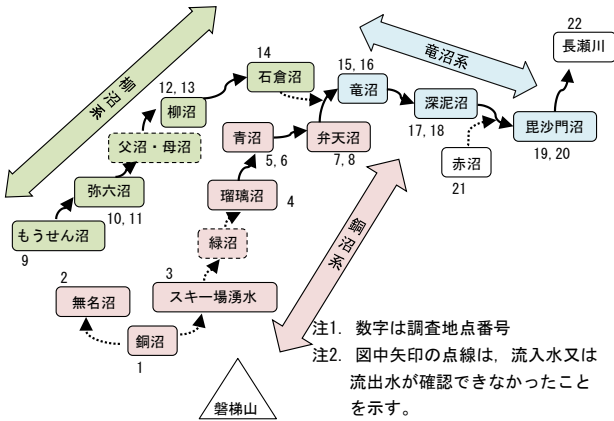 22
長瀬川
竜沼系
柳沼系
14
石倉沼
15, 16
竜沼
12, 13
柳沼
深泥沼
17, 18
毘沙門沼
19, 20
青沼
5, 6
弁天沼
7, 8
赤沼
21
父沼・母沼
弥六沼
10, 11
瑠璃沼
4
もうせん沼
9
緑沼
銅沼系
2
無名沼
3
スキー場湧水
銅沼
1
注1. 数字は調査地点番号
注2. 図中矢印の点線は，流入水又は
流出水が確認できなかったこと
を示す。
磐梯山